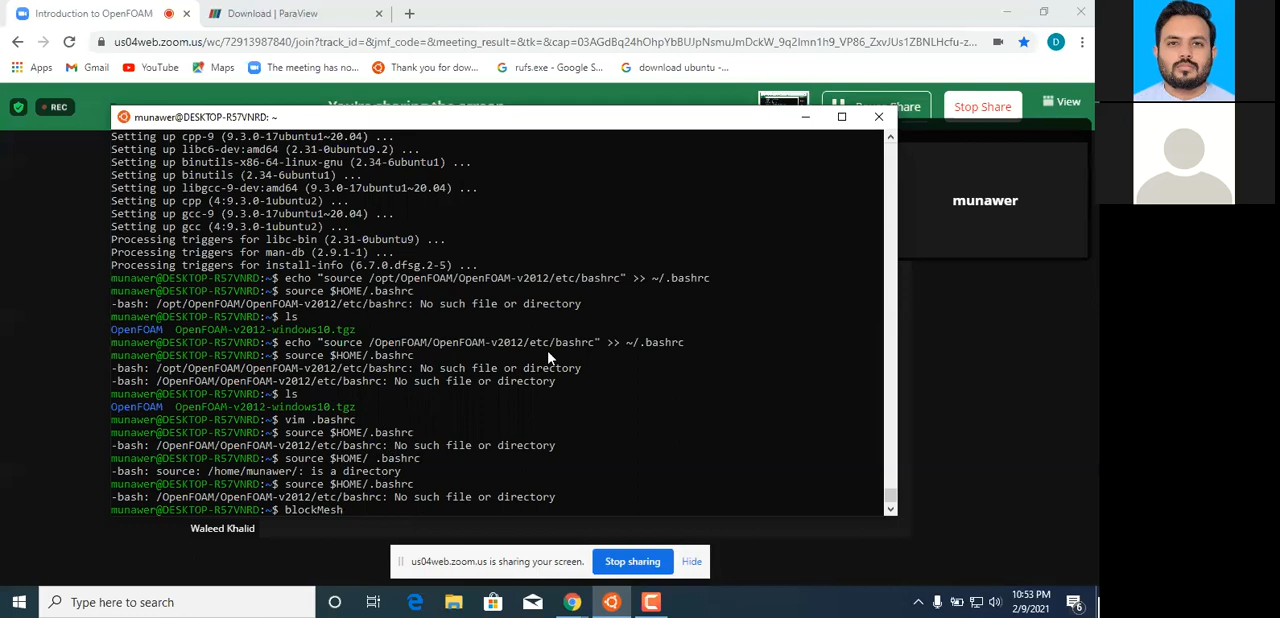 Introduction to OpenFOAM
Download | ParaView
us04web.zoom.us/wc/72913987840/join?track_id=&jmf_code=&meeting_result=&tk=&cap=03AGdBq24hOhpYbBUJpNsmuJmDckW_9q2Imn1h9_VP86_ZxvJUs1ZBNLHcfu-z...
Apps
Gmail
YouTube
Maps
The meeting has no...
Thank you for dow...
rufs.exe - Google S...
download ubuntu -...
REC
Share
Stop Share
View
munawer@DESKTOP-R57VNRD: ~
Setting up cpp-9 (9.3.0-17ubuntu1~20.04) ...
Setting up libc6-dev:amd64 (2.31-0ubuntu9.2) ...
Setting up binutils-x86-64-linux-gnu (2.34-6ubuntu1) ...
Setting up binutils (2.34-6ubuntu1) ...
Setting up libgcc-9-dev:amd64 (9.3.0-17ubuntu1~20.04) ...
Setting up cpp (4:9.3.0-1ubuntu2) ...
Setting up gcc-9 (9.3.0-17ubuntu1~20.04) ...
Setting up gcc (4:9.3.0-1ubuntu2) ...
Processing triggers for libc-bin (2.31-0ubuntu9) ...
Processing triggers for man-db (2.9.1-1) ...
Processing triggers for install-info (6.7.0.dfsg.2-5) ...
munawer@DESKTOP-R57VNRD:~$ echo "source /opt/OpenFOAM/OpenFOAM-v2012/etc/bashrc" >> ~/.bashrc
munawer@DESKTOP-R57VNRD:~$ source $HOME/.bashrc
-bash: /opt/OpenFOAM/OpenFOAM-v2012/etc/bashrc: No such file or directory
munawer@DESKTOP-R57VNRD:~$ ls
OpenFOAM OpenFOAM-v2012-windows10.tgz
munawer@DESKTOP-R57VNRD:~$ echo "source /OpenFOAM/OpenFOAM-v2012/etc/bashrc" >> ~/.bashrc
munawer@DESKTOP-R57VNRD:~$ source $HOME/.bashrc
-bash: /opt/OpenFOAM/OpenFOAM-v2012/etc/bashrc: No such file or directory
-bash: /OpenFOAM/OpenFOAM-v2012/etc/bashrc: No such file or directory
munawer@DESKTOP-R57VNRD:~$ ls
OpenFOAM OpenFOAM-v2012-windows10.tgz
munawer@DESKTOP-R57VNRD:~$ vim .bashrc
munawer@DESKTOP-R57VNRD:~$ source $HOME/.bashrc
-bash: /OpenFOAM/OpenFOAM-v2012/etc/bashrc: No such file or directory
munawer@DESKTOP-R57VNRD:~$ source $HOME/ .bashrc
-bash: source: /home/munawer/: is a directory
munawer@DESKTOP-R57VNRD:~$ source $HOME/.bashrc
-bash: /OpenFOAM/OpenFOAM-v2012/etc/bashrc: No such file or directory
munawer@DESKTOP-R57VNRD:~$ blockMesh
munawer
Waleed Khalid
us04web.zoom.us is sharing your screen.
Stop sharing
Hide
Type here to search
10:53 PM
2/9/2021
6
D